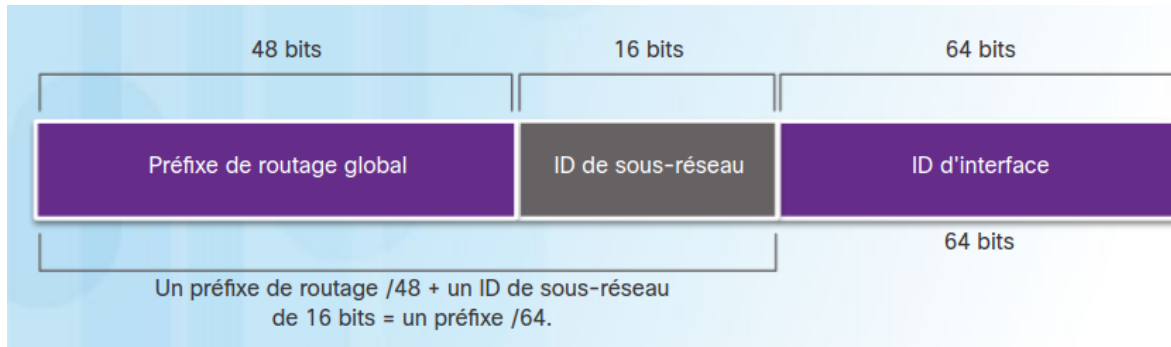 48 bits
16 bits
64 bits
Préfixe de routage global
ID de sous-réseau
ID d'interface
64 bits
Un préfixe de routage /48 + un ID de sous-réseau
de 16 bits = un préfixe /64.